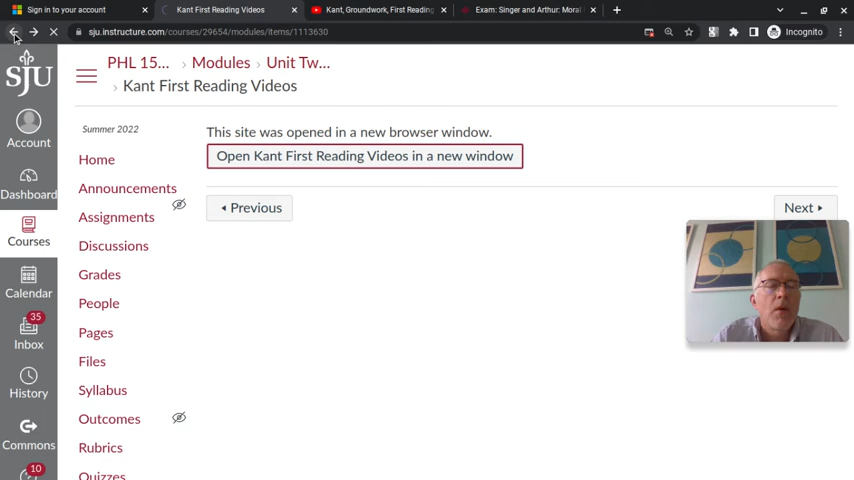 Sign in to your account
Kant First Reading Videos
Kant, Groundwork, First Reading
Exam: Singer and Arthur: Moral
sju.instructure.com/courses/29654/modules/items/1113630
Incognito
SJU
Account
Dashboard
Courses
Calendar
35
Inbox
History
Commons
10
PHL 15... › Modules › Unit Tw...
› Kant First Reading Videos
Summer 2022
Home
Announcements
Assignments
Discussions
Grades
People
Pages
Files
Syllabus
Outcomes
Rubrics
Quizzes
This site was opened in a new browser window.
Open Kant First Reading Videos in a new window
Previous
Next